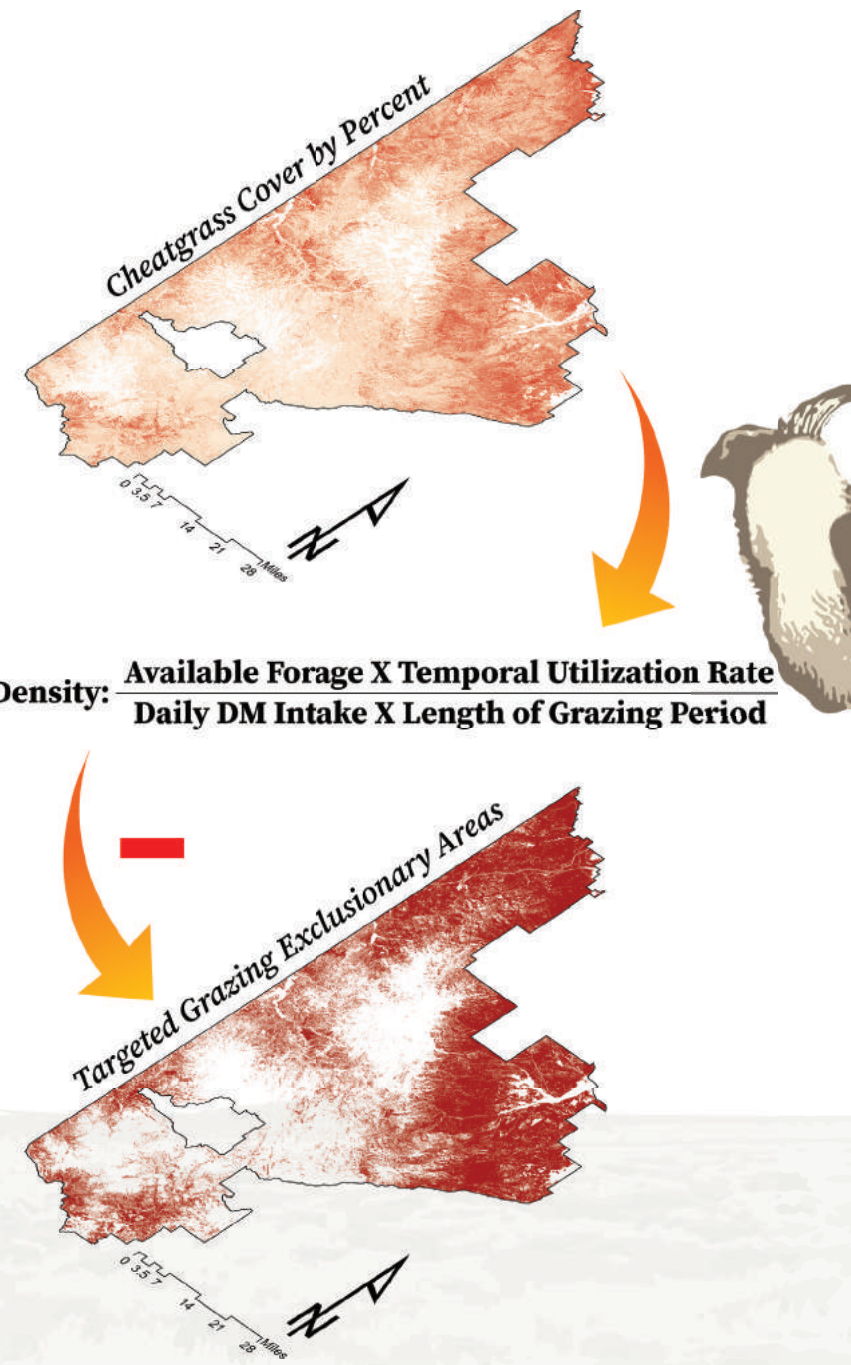 Cheatgrass Cover by Percent
0 3.5 7 14 21 28 Miles
N
Density: Available Forage X Temporal Utilization Rate
Daily DM Intake X Length of Grazing Period
Targeted Grazing Exclusionary Areas
0 3.5 7 14 21 28 Miles
N